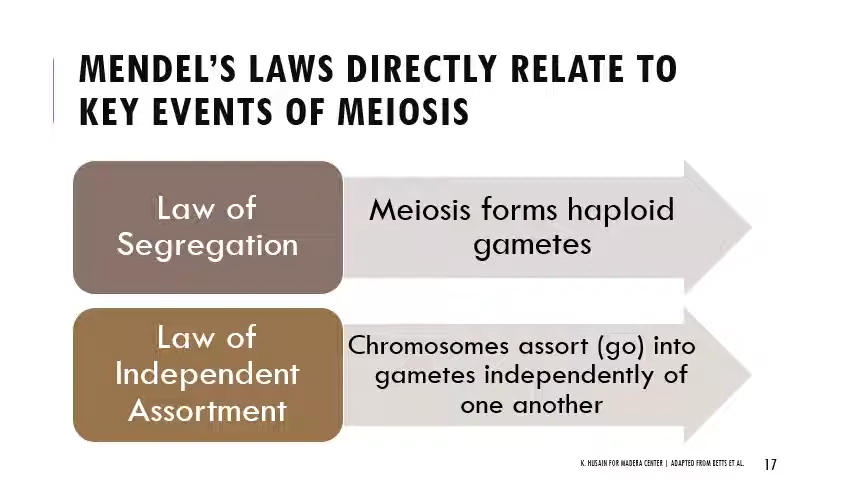 MENDEL'S LAWS DIRECTLY RELATE TO
KEY EVENTS OF MEIOSIS
Law of
Segregation
Meiosis forms haploid
gametes
Law of
Independent
Assortment
Chromosomes assort (go) into
gametes independently of
one another
K. HUSAIN FOR MADERA CENTER | ADAPTED FROM BETTS ET AL.
17